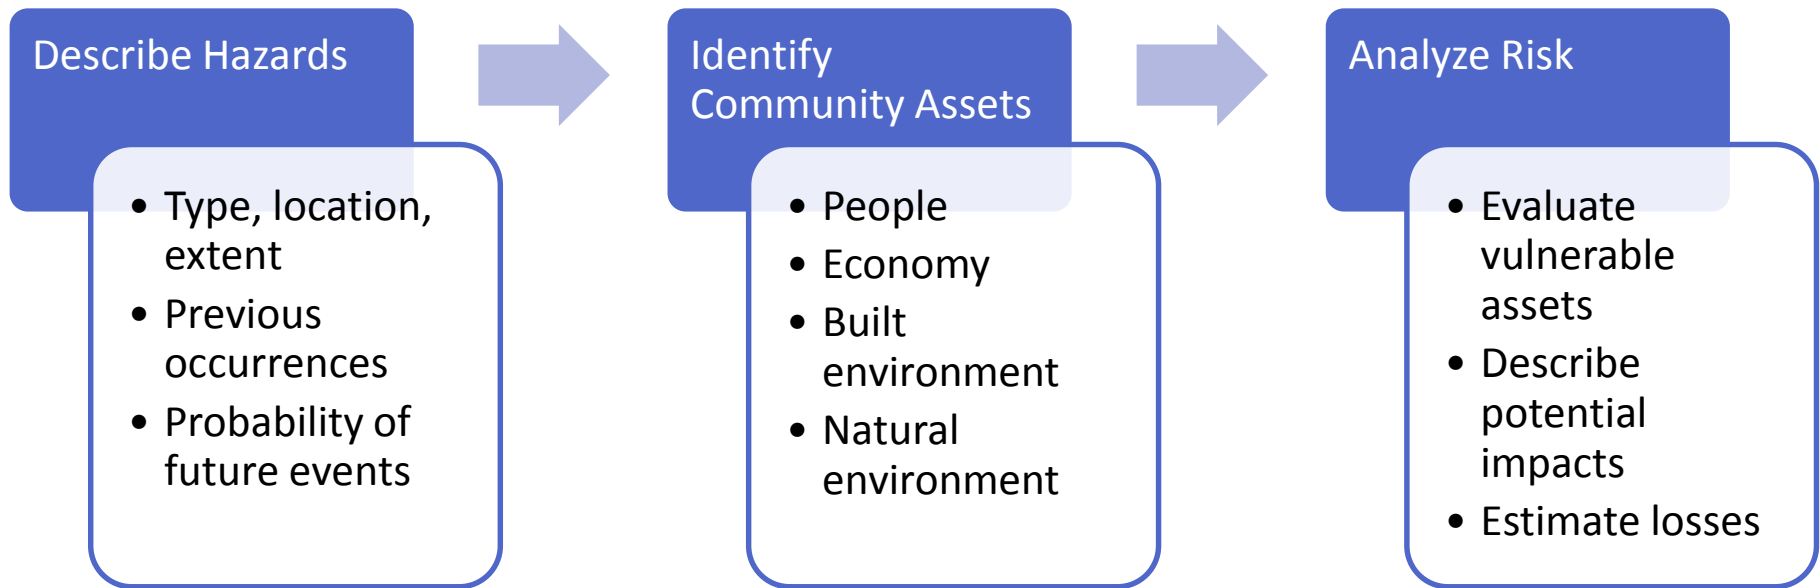 Describe Hazards
• Type, location,
extent
• Previous
occurrences
• Probability of
future events
Identify
Community Assets
• People
• Economy
• Built
environment
• Natural
environment
Analyze Risk
• Evaluate
vulnerable
assets
• Describe
potential
impacts
• Estimate losses